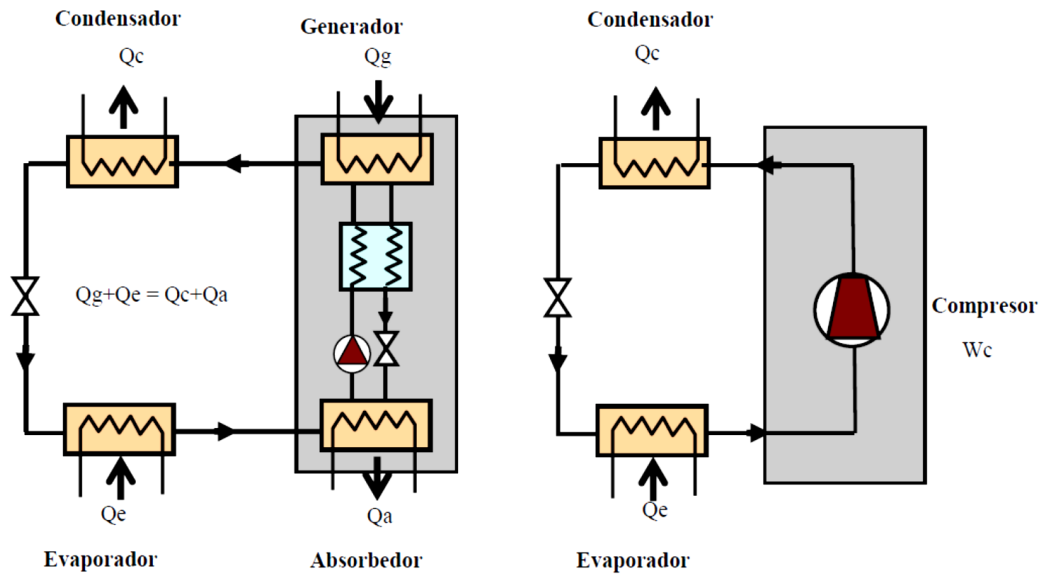 Condensador
Generador
Condensador
Qc
Qg
Qc
Qg+Qe = Qc+Qa
Compresor
Wc
Qe
Qa
Qe
Evaporador
Absorbedor
Evaporador